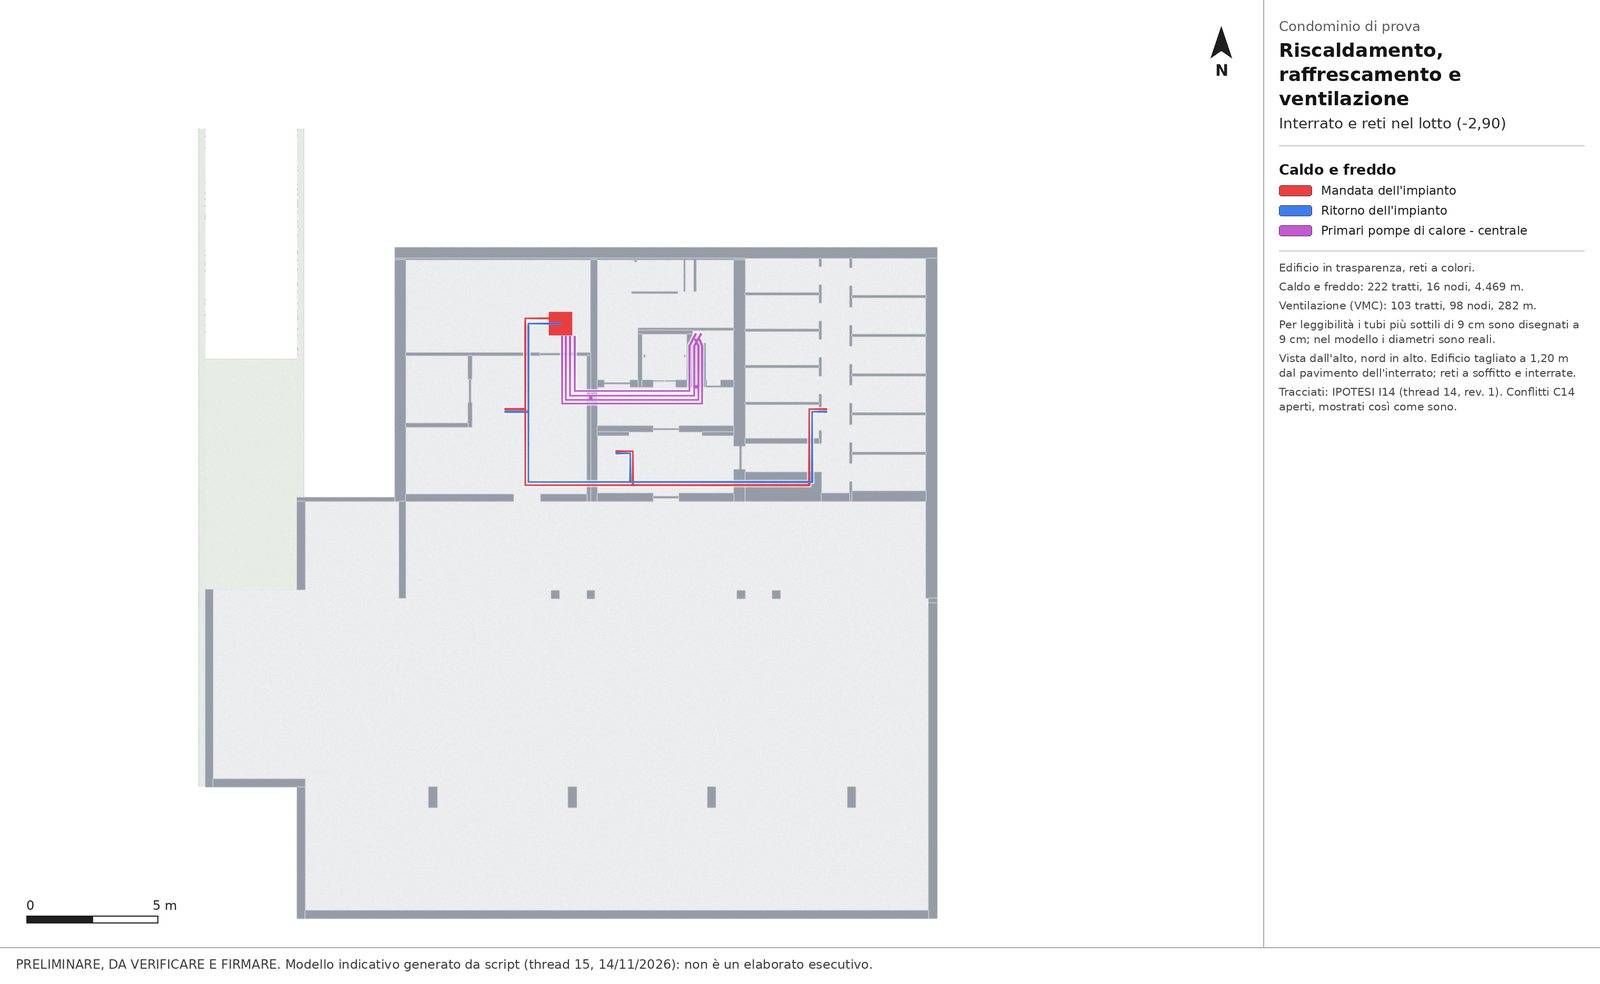 N
Condominio di prova
Riscaldamento,
raffrescamento e
ventilazione
Interrato e reti nel lotto (-2,90)
Caldo e freddo
Mandata dell'impianto
Ritorno dell'impianto
Primari pompe di calore - centrale
Edificio in trasparenza, reti a colori.
Caldo e freddo: 222 tratti, 16 nodi, 4.469 m.
Ventilazione (VMC): 103 tratti, 98 nodi, 282 m.
Per leggibilità i tubi più sottili di 9 cm sono disegnati a
9 cm; nel modello i diametri sono reali.
Vista dall'alto, nord in alto. Edificio tagliato a 1,20 m
dal pavimento dell'interrato; reti a soffitto e interrate.
Tracciati: IPOTESI I14 (thread 14, rev. 1). Conflitti C14
aperti, mostrati così come sono.
0 5 m
PRELIMINARE, DA VERIFICARE E FIRMARE. Modello indicativo generato da script (thread 15, 14/11/2026): non è un elaborato esecutivo.